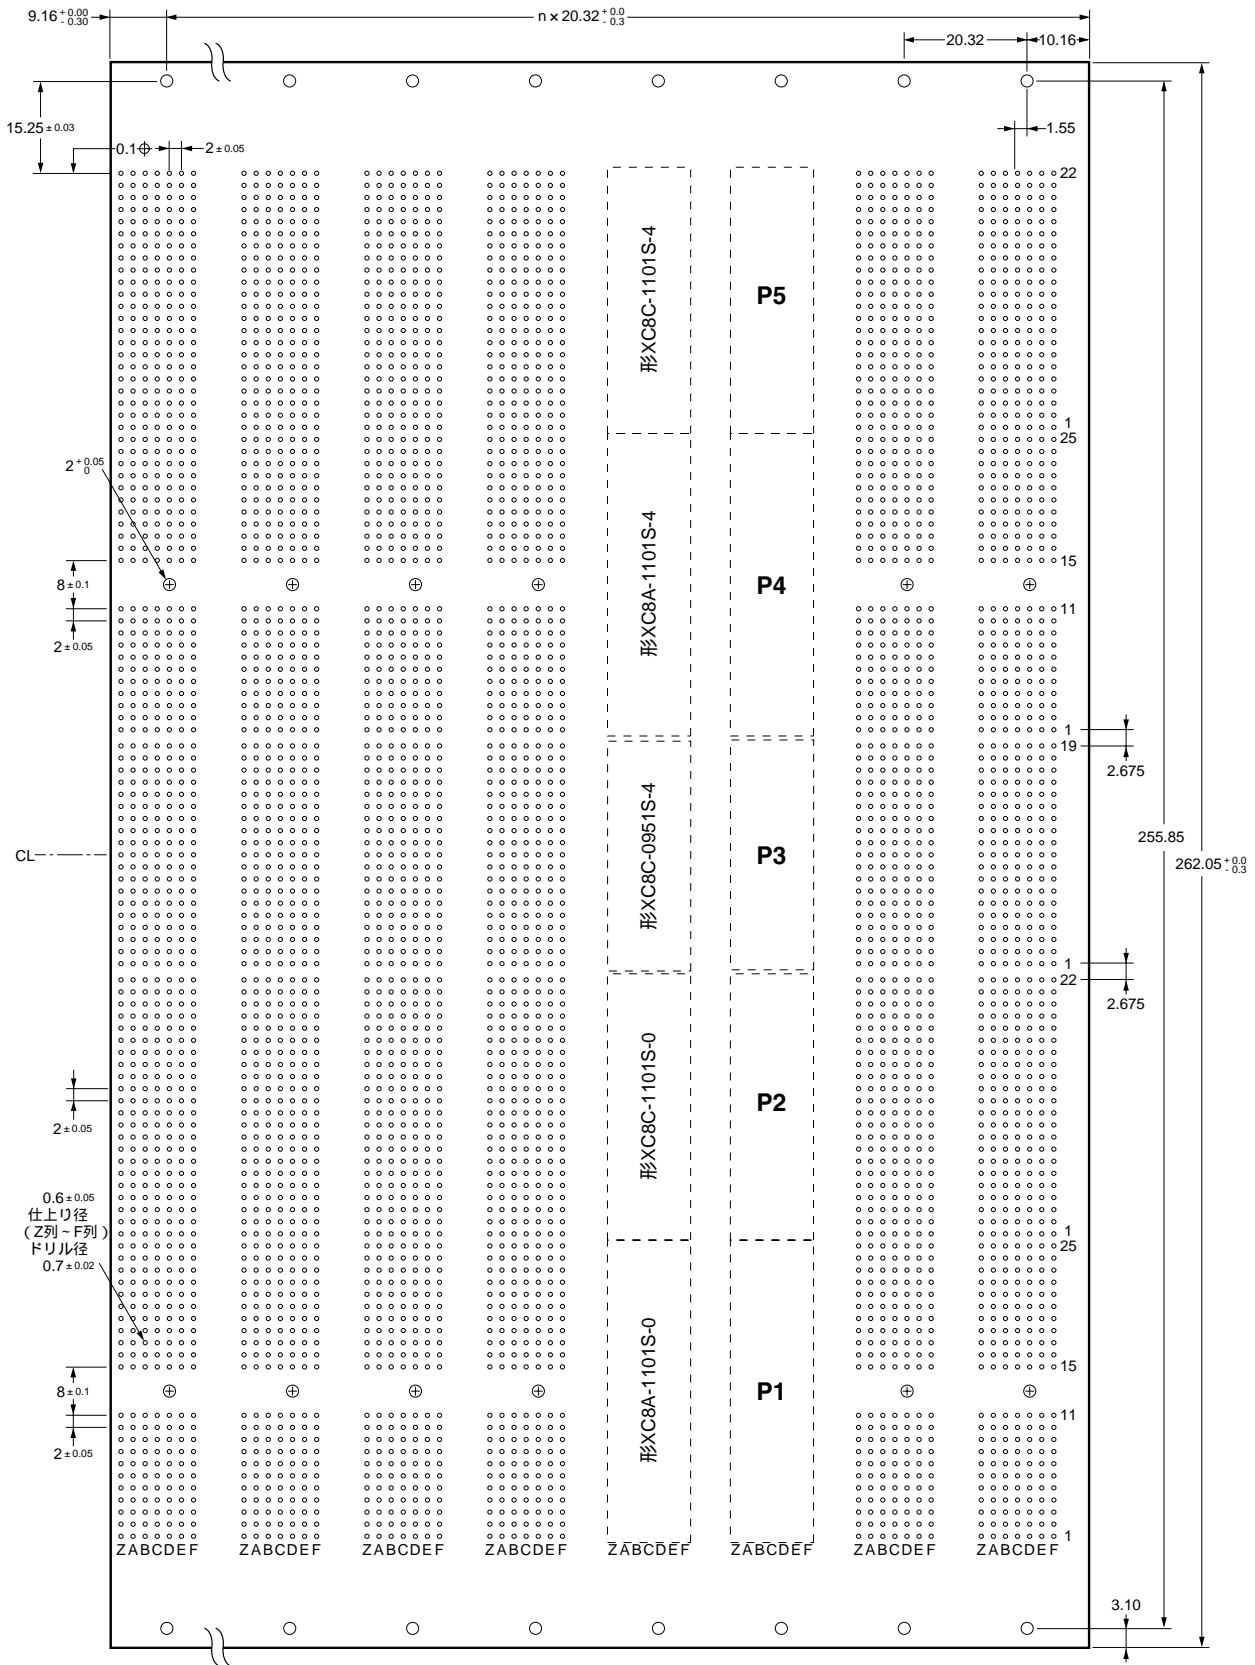 9.16 +0.00 -0.30
n × 20.32 +0.0 -0.3
20.32
10.16
15.25 ± 0.03
0.1
2 ± 0.05
1.55
22
形XC8C-1101S-4
P5
1
25
2 +0.05 0
形XC8A-1101S-4
P4
15
8 ± 0.1
11
2 ± 0.05
1
19
2.675
形XC8C-0951S-4
P3
CL
255.85
262.05 +0.0 -0.3
1
22
2.675
形XC8C-1101S-0
P2
2 ± 0.05
0.6 ± 0.05
仕上り径
(Z列~F列)
ドリル径
0.7 ± 0.02
1
25
形XC8A-1101S-0
P1
15
8 ± 0.1
11
2 ± 0.05
1
ZABCDEF ZABCDEF ZABCDEF ZABCDEF ZABCDEF ZABCDEF ZABCDEF ZABCDEF
3.10